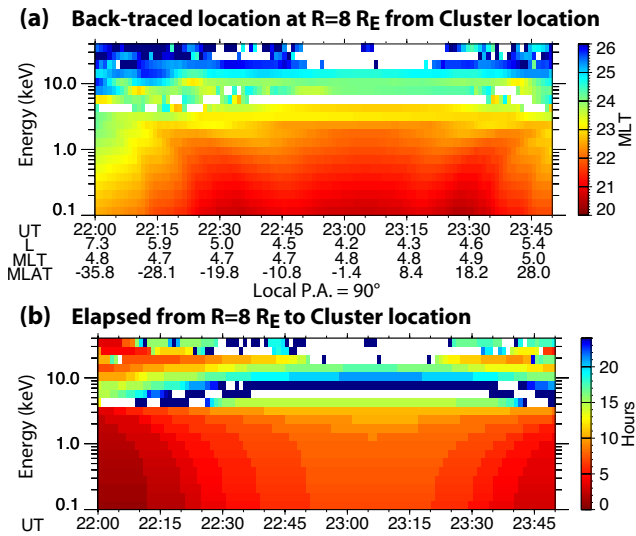 (a) Back-traced location at R=8 RE from Cluster location
Energy (keV)
10.0
1.0
0.1
26
25
24
23
22
21
20
MLT
UT 22:00 22:15 22:30 22:45 23:00 23:15 23:30 23:45
L 7.3 5.9 5.0 4.5 4.2 4.3 4.6 5.4
MLT 4.8 4.7 4.7 4.7 4.8 4.8 4.9 5.0
MLAT -35.8 -28.1 -19.8 -10.8 -1.4 8.4 18.2 28.0
Local P.A. = 90°
(b) Elapsed from R=8 RE to Cluster location
Energy (keV)
10.0
1.0
0.1
20
15
10
5
0
Hours
UT 22:00 22:15 22:30 22:45 23:00 23:15 23:30 23:45